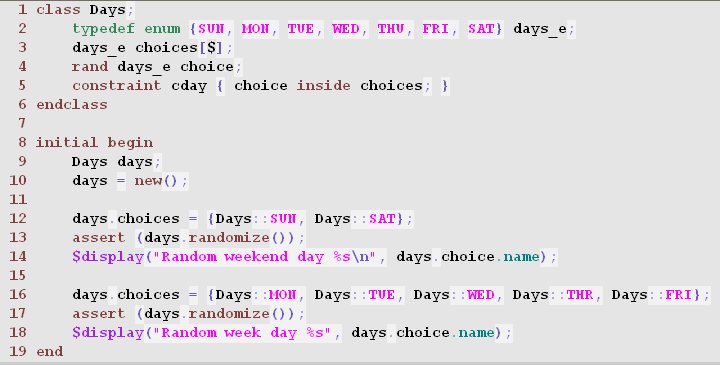 1 class Days;
2     typedef enum {SUN, MON, TUE, WED, THU, FRI, SAT} days_e;
3     days_e choices[$];
4     rand days_e choice;
5     constraint cday { choice inside choices; }
6 endclass
7
8 initial begin
9     Days days;
10     days = new();
11
12     days.choices = {Days::SUN, Days::SAT};
13     assert (days.randomize());
14     $display("Random weekend day %s\n", days.choice.name);
15
16     days.choices = {Days::MON, Days::TUE, Days::WED, Days::THR, Days::FRI};
17     assert (days.randomize());
18     $display("Random week day %s", days.choice.name);
19 end